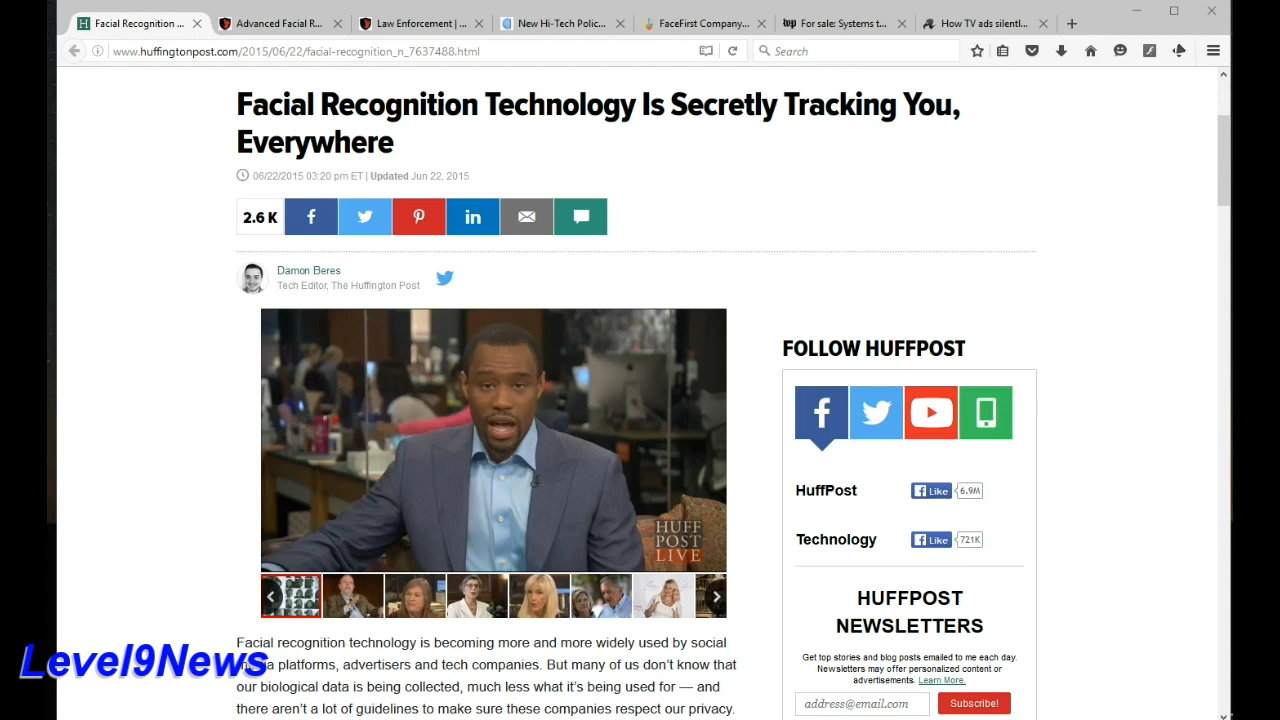 Facial Recognition ...
Advanced Facial R...
Law Enforcement | ...
New Hi-Tech Polic...
FaceFirst Company...
wp For sale: Systems t...
How TV ads silentl...
www.huffingtonpost.com/2015/06/22/facial-recognition_n_7637488.html
Search
Facial Recognition Technology Is Secretly Tracking You,
Everywhere
06/22/2015 03:20 pm ET | Updated Jun 22, 2015
2.6 K
Damon Beres
Tech Editor, The Huffington Post
HUFF
POST
LIVE
Facial recognition technology is becoming more and more widely used by social
platforms, advertisers and tech companies. But many of us don't know that
our biological data is being collected, much less what it's being used for — and
there aren't a lot of guidelines to make sure these companies respect our privacy.
FOLLOW HUFFPOST
HuffPost
Like
6.9M
Technology
Like
721K
HUFFPOST
NEWSLETTERS
Get top stories and blog posts emailed to me each day.
Newsletters may offer personalized content or
advertisements. Learn More.
address@email.com
Subscribe!
Level9News